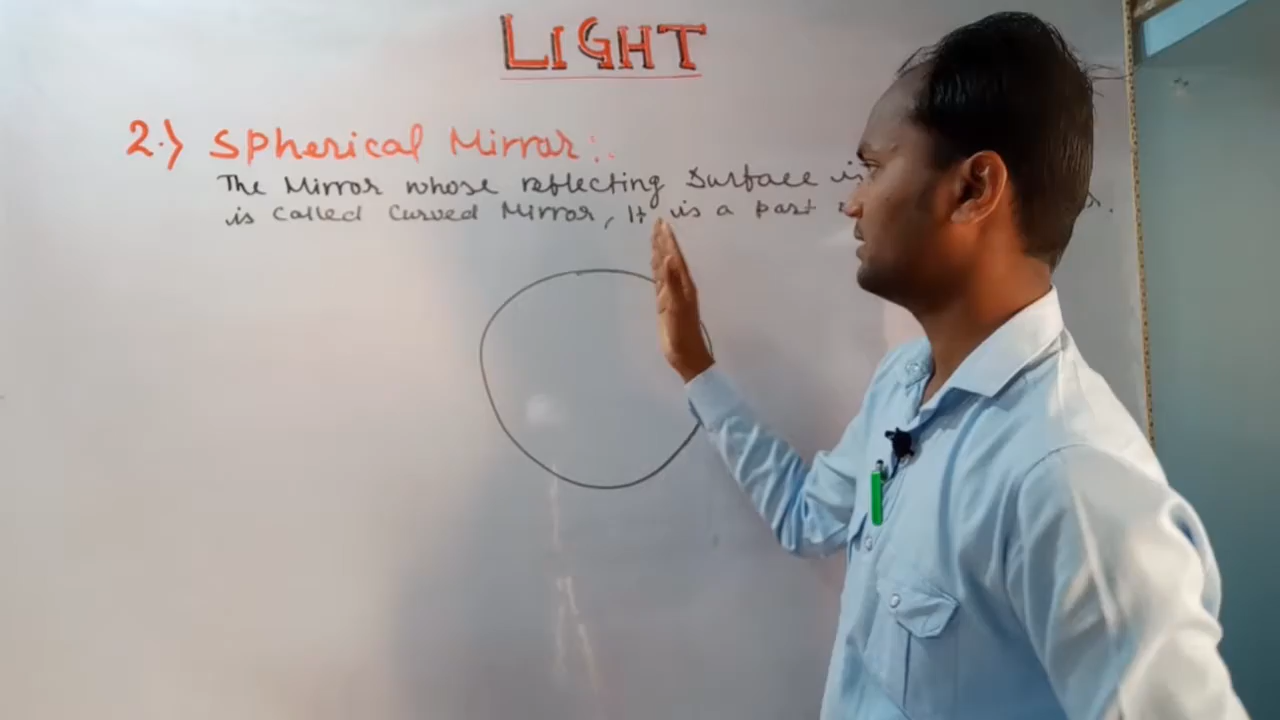 LIGHT
2.) Spherical Mirror:.
The Mirror whose reflecting Surface
is called Curved Mirror, It is a part